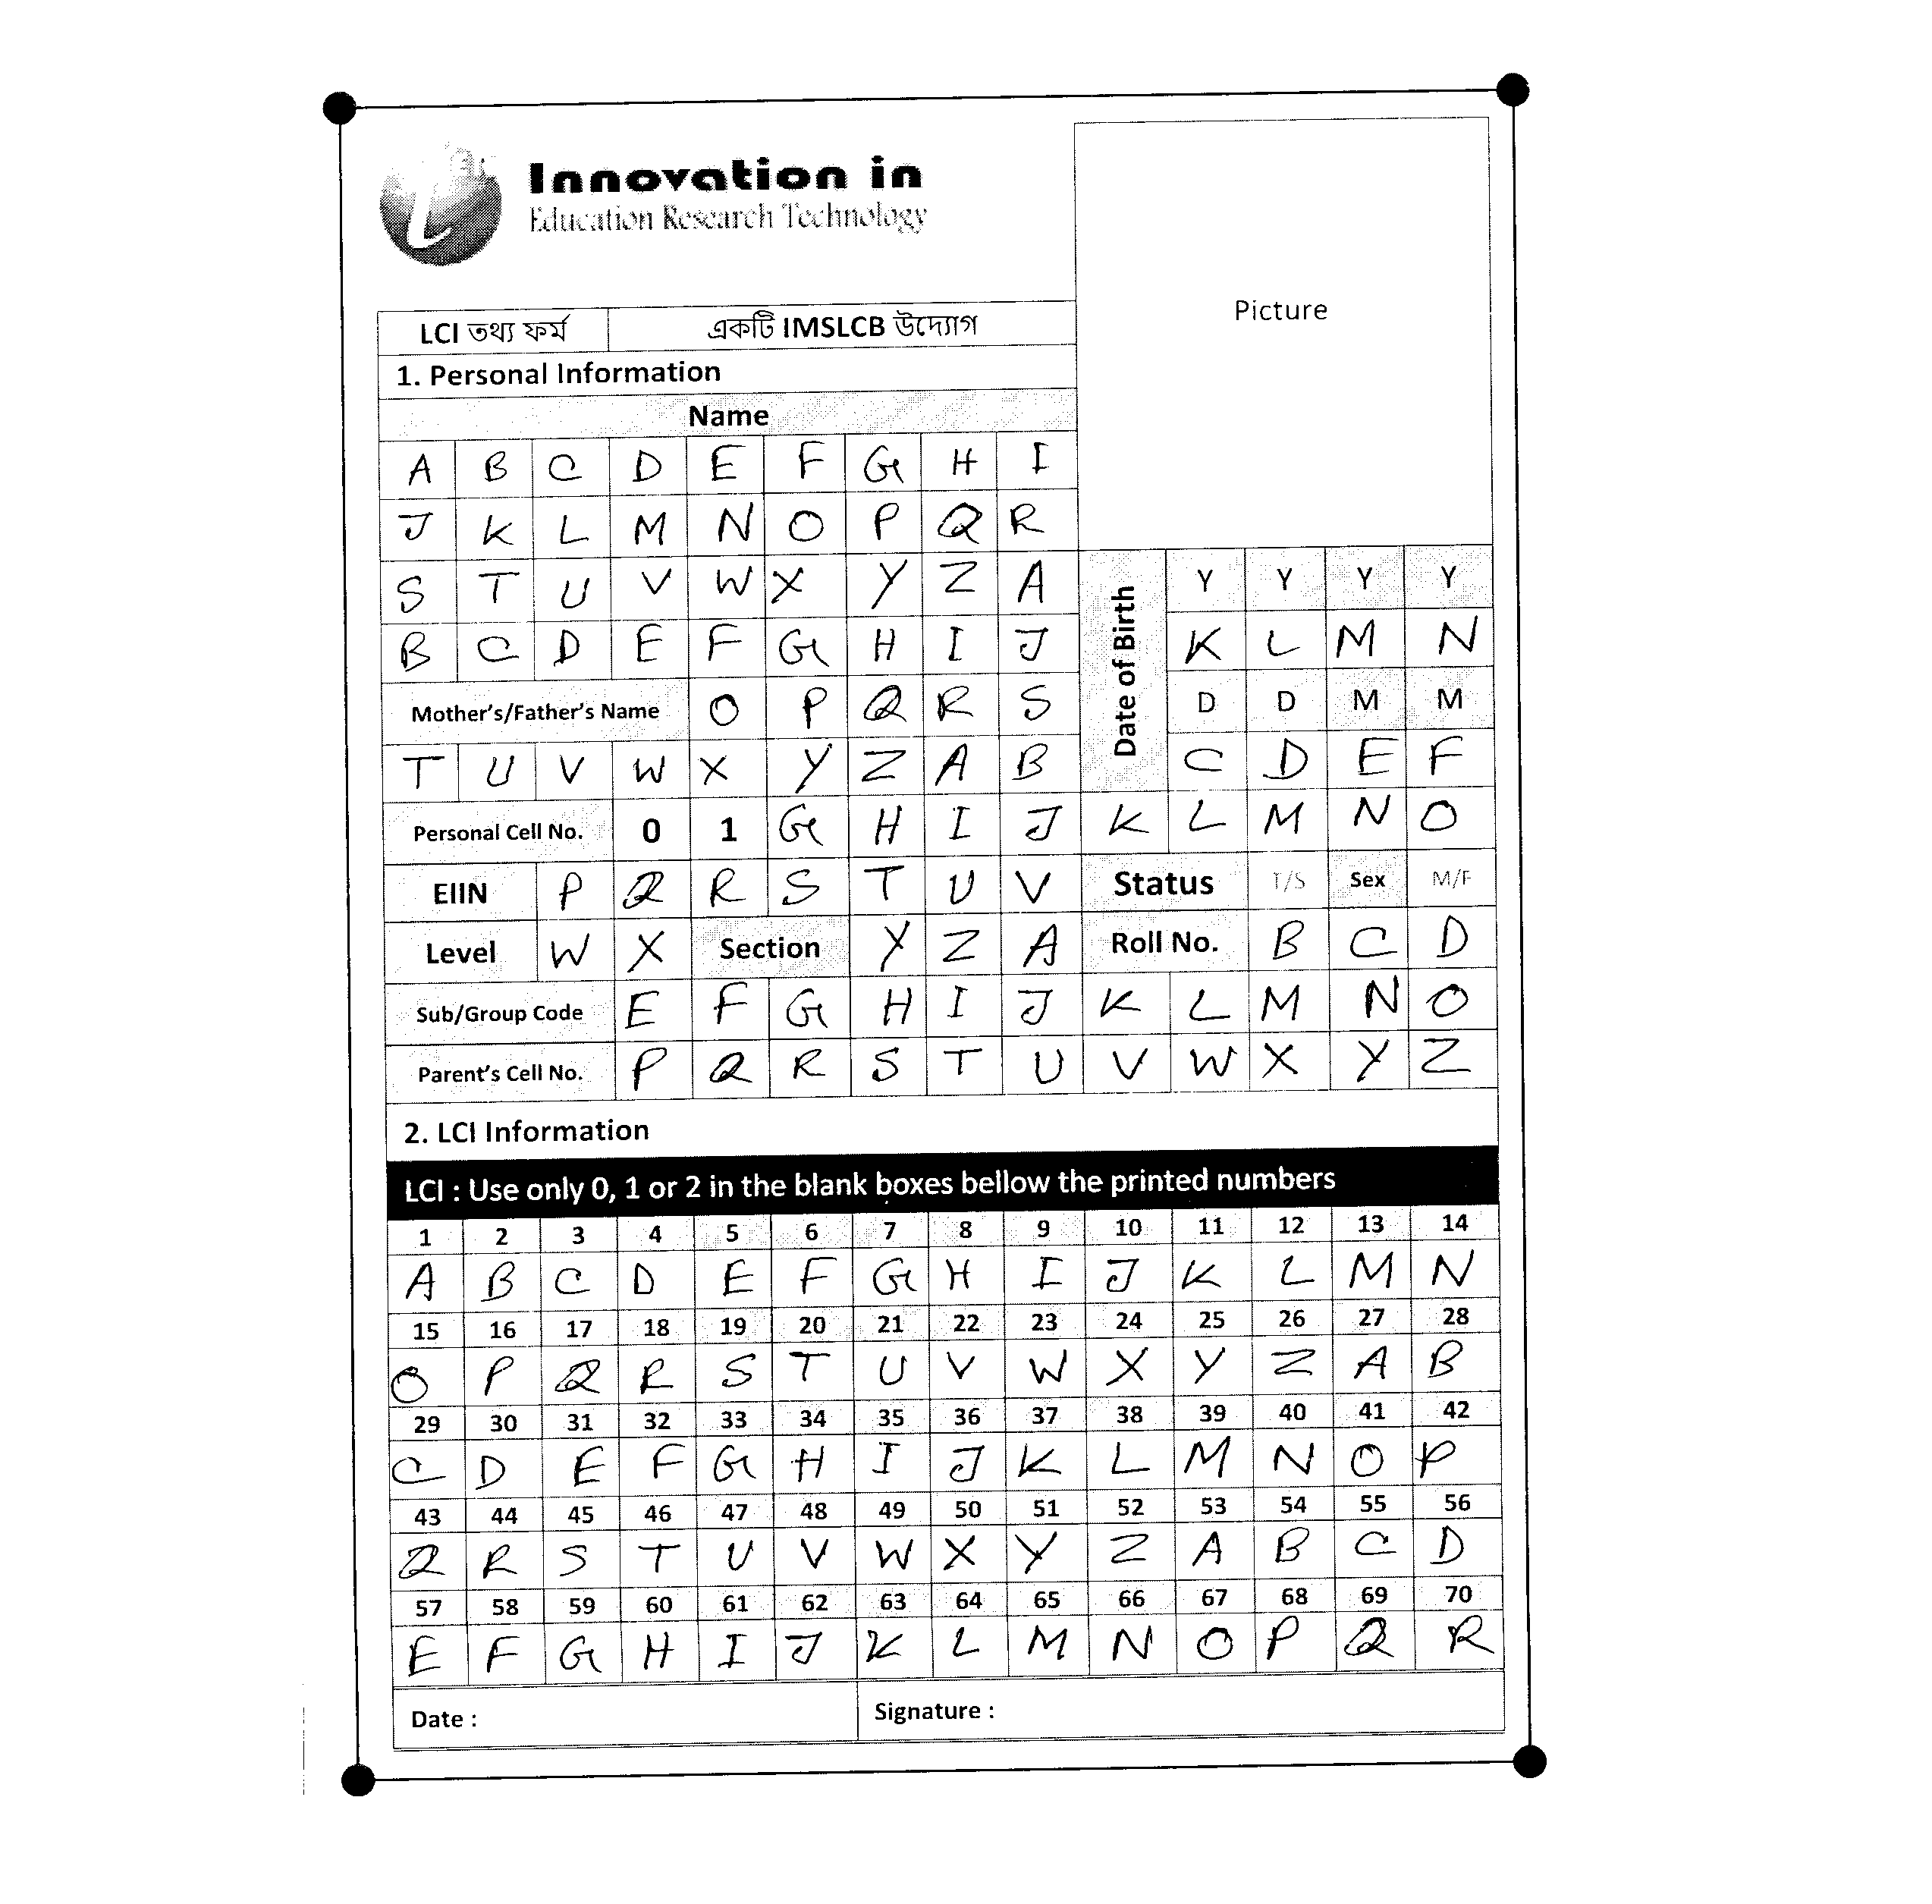 Innovation in
Education Research Technology
Picture
LCI তথ্য ফর্ম একটি IMSLCB উদ্যোগ
1. Personal Information
Name
A B C D E F G H I
J K L M N O P Q R
S T U V W X Y Z A
B C D E F G H I J
Date of Birth
Y Y Y Y
K L M N
D D M M
C D E F
Mother's/Father's Name O P Q R S
T U V W X Y Z A B
Personal Cell No. 0 1 G H I J K L M N O
EIIN P Q R S T U V Status T/S Sex M/F
Level W X Section Y Z A Roll No. B C D
Sub/Group Code E F G H I J K L M N O
Parent's Cell No. P Q R S T U V W X Y Z
2. LCI Information
LCI : Use only 0, 1 or 2 in the blank boxes bellow the printed numbers
1 2 3 4 5 6 7 8 9 10 11 12 13 14
A B C D E F G H I J K L M N
15 16 17 18 19 20 21 22 23 24 25 26 27 28
O P Q R S T U V W X Y Z A B
29 30 31 32 33 34 35 36 37 38 39 40 41 42
C D E F G H I J K L M N O P
43 44 45 46 47 48 49 50 51 52 53 54 55 56
Q R S T U V W X Y Z A B C D
57 58 59 60 61 62 63 64 65 66 67 68 69 70
E F G H I J K L M N O P Q R
Date : Signature :